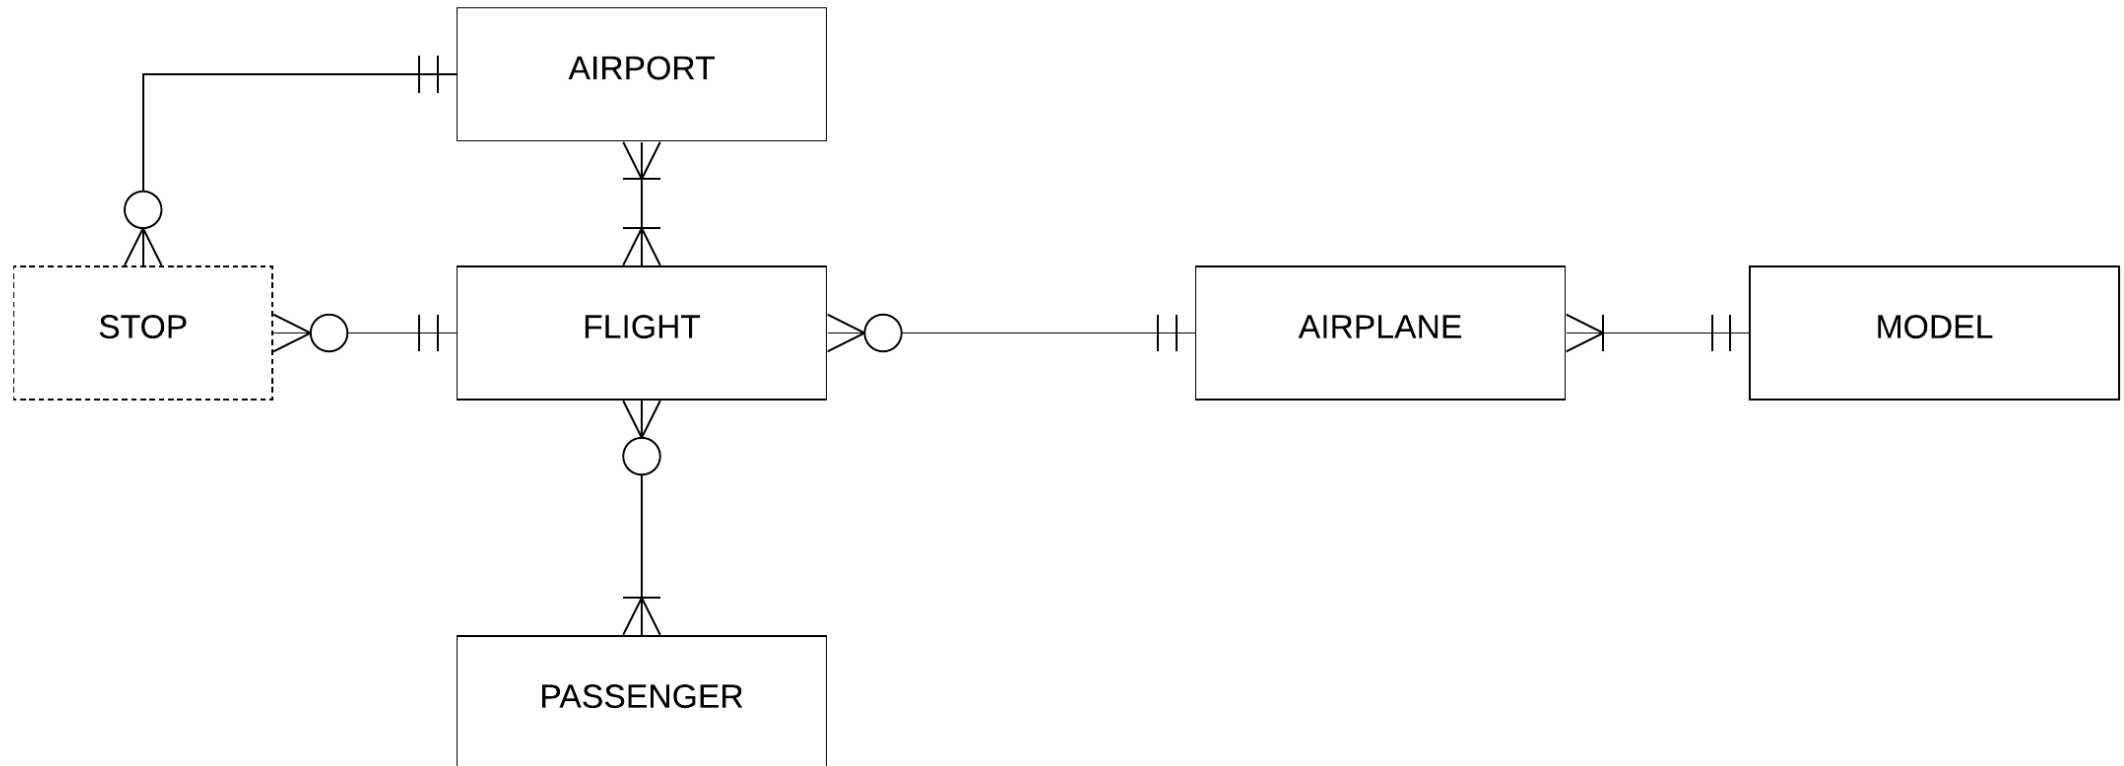 AIRPORT
STOP
FLIGHT
AIRPLANE
MODEL
PASSENGER